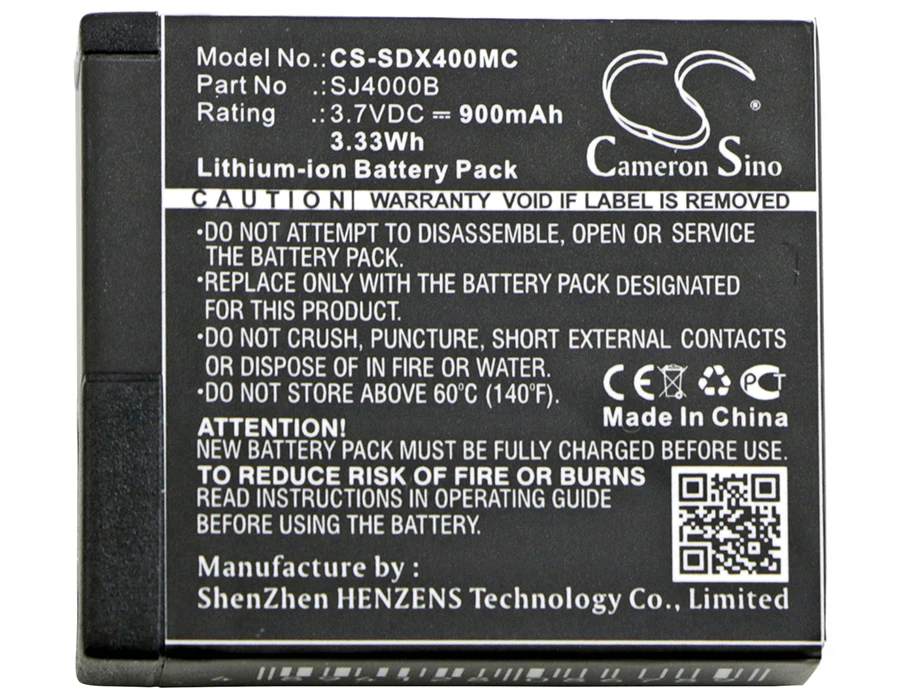 Model No.:CS-SDX400MC
Part No .:SJ4000B
Rating .:3.7VDC ⎓ 900mAh
3.33Wh
Lithium-ion Battery Pack
CS ®
Cameron Sino
CAUTION| WARRANTY VOID IF LABEL IS REMOVED
•DO NOT ATTEMPT TO DISASSEMBLE, OPEN OR SERVICE
THE BATTERY PACK.
•REPLACE ONLY WITH THE BATTERY PACK DESIGNATED
FOR THIS PRODUCT.
•DO NOT CRUSH, PUNCTURE, SHORT EXTERNAL CONTACTS
OR DISPOSE OF IN FIRE OR WATER.
•DO NOT STORE ABOVE 60°C (140°F).
CE PCT
Made In China
ATTENTION!
NEW BATTERY PACK MUST BE FULLY CHARGED BEFORE USE.
TO REDUCE RISK OF FIRE OR BURNS
READ INSTRUCTIONS IN OPERATING GUIDE
BEFORE USING THE BATTERY.
Manufacture by :
ShenZhen HENZENS Technology Co., Limited